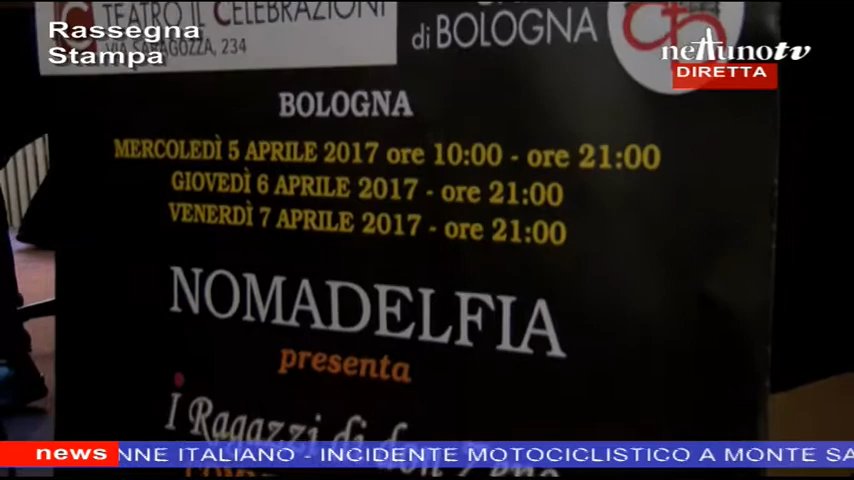 Rassegna
Stampa
TEATRO IL CELEBRAZIONI
VIA SARAGOZZA, 234
di BOLOGNA
nettunotv
DIRETTA
BOLOGNA
MERCOLEDÌ 5 APRILE 2017 ore 10:00 - ore 21:00
GIOVEDÌ 6 APRILE 2017 - ore 21:00
VENERDÌ 7 APRILE 2017 - ore 21:00
NOMADELFIA
presenta
i Ragazzi di don Zeno
news NNE ITALIANO - INCIDENTE MOTOCICLISTICO A MONTE SA